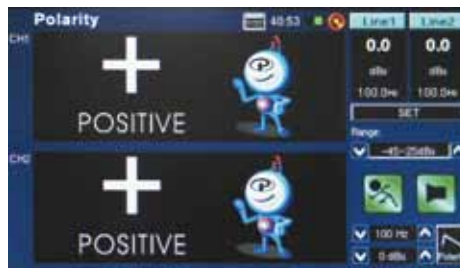 Polarity
40:53
Line1 Line2
CH1
0.0 0.0
dBu dBu
100.0Hz 100.0Hz
POSITIVE
SET
Range
CH2
-45~-25dBu
POSITIVE
100 Hz
0 dBu